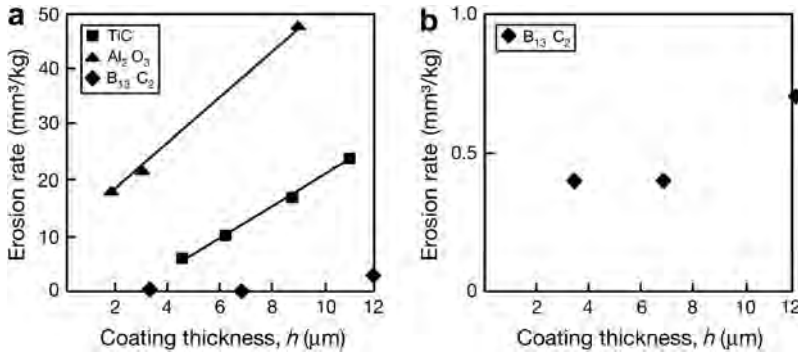 a
50
40
30
20
10
0
Erosion rate (mm³/kg)
TiC
Al₂ O₃
B₁₃ C₂
2 4 6 8 10 12
Coating thickness, h (μm)
b
1.0
0.5
0
Erosion rate (mm³/kg)
B₁₃ C₂
2 4 6 8 10 12
Coating thickness, h (μm)